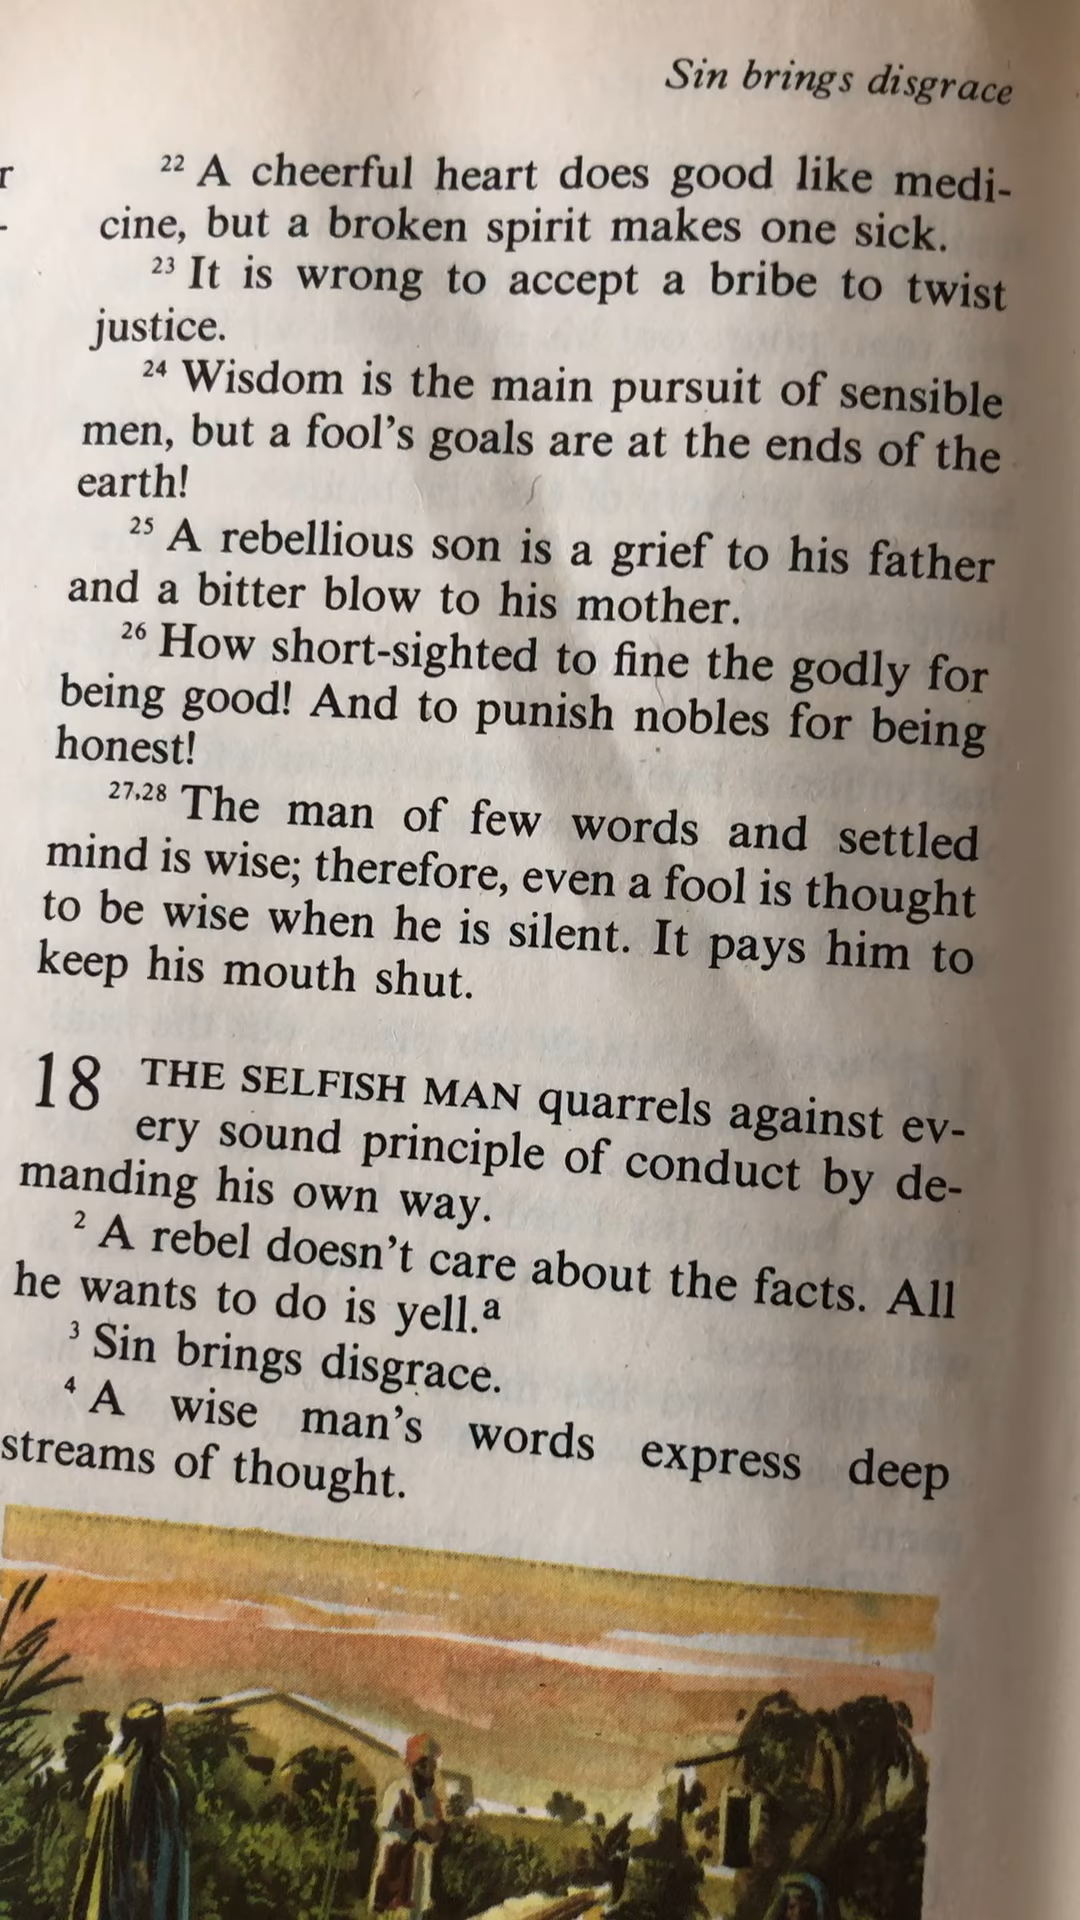 Sin brings disgrace
r
-
22 A cheerful heart does good like medi-
cine, but a broken spirit makes one sick.
23 It is wrong to accept a bribe to twist
justice.
24 Wisdom is the main pursuit of sensible
men, but a fool's goals are at the ends of the
earth!
25 A rebellious son is a grief to his father
and a bitter blow to his mother.
26 How short-sighted to fine the godly for
being good! And to punish nobles for being
honest!
27,28 The man of few words and settled
mind is wise; therefore, even a fool is thought
to be wise when he is silent. It pays him to
keep his mouth shut.
18 THE SELFISH MAN quarrels against ev-
ery sound principle of conduct by de-
manding his own way.
2 A rebel doesn't care about the facts. All
he wants to do is yell.a
3 Sin brings disgrace.
4 A wise man's words express deep
streams of thought.